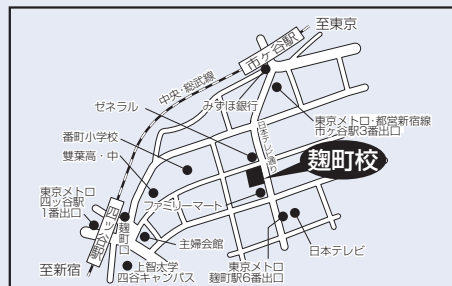 至東京
市ヶ谷駅
中央・総武線
ゼネラル
みずほ銀行
東京メトロ・都営新宿線
市ヶ谷駅3番出口
日本テレビ通り
番町小学校
雙葉高・中
麹町校
東京メトロ
四ッ谷駅
1番出口
四ッ谷駅
麹町口
ファミリーマート
主婦会館
日本テレビ
至新宿
上智大学
四谷キャンパス
東京メトロ
麹町駅6番出口